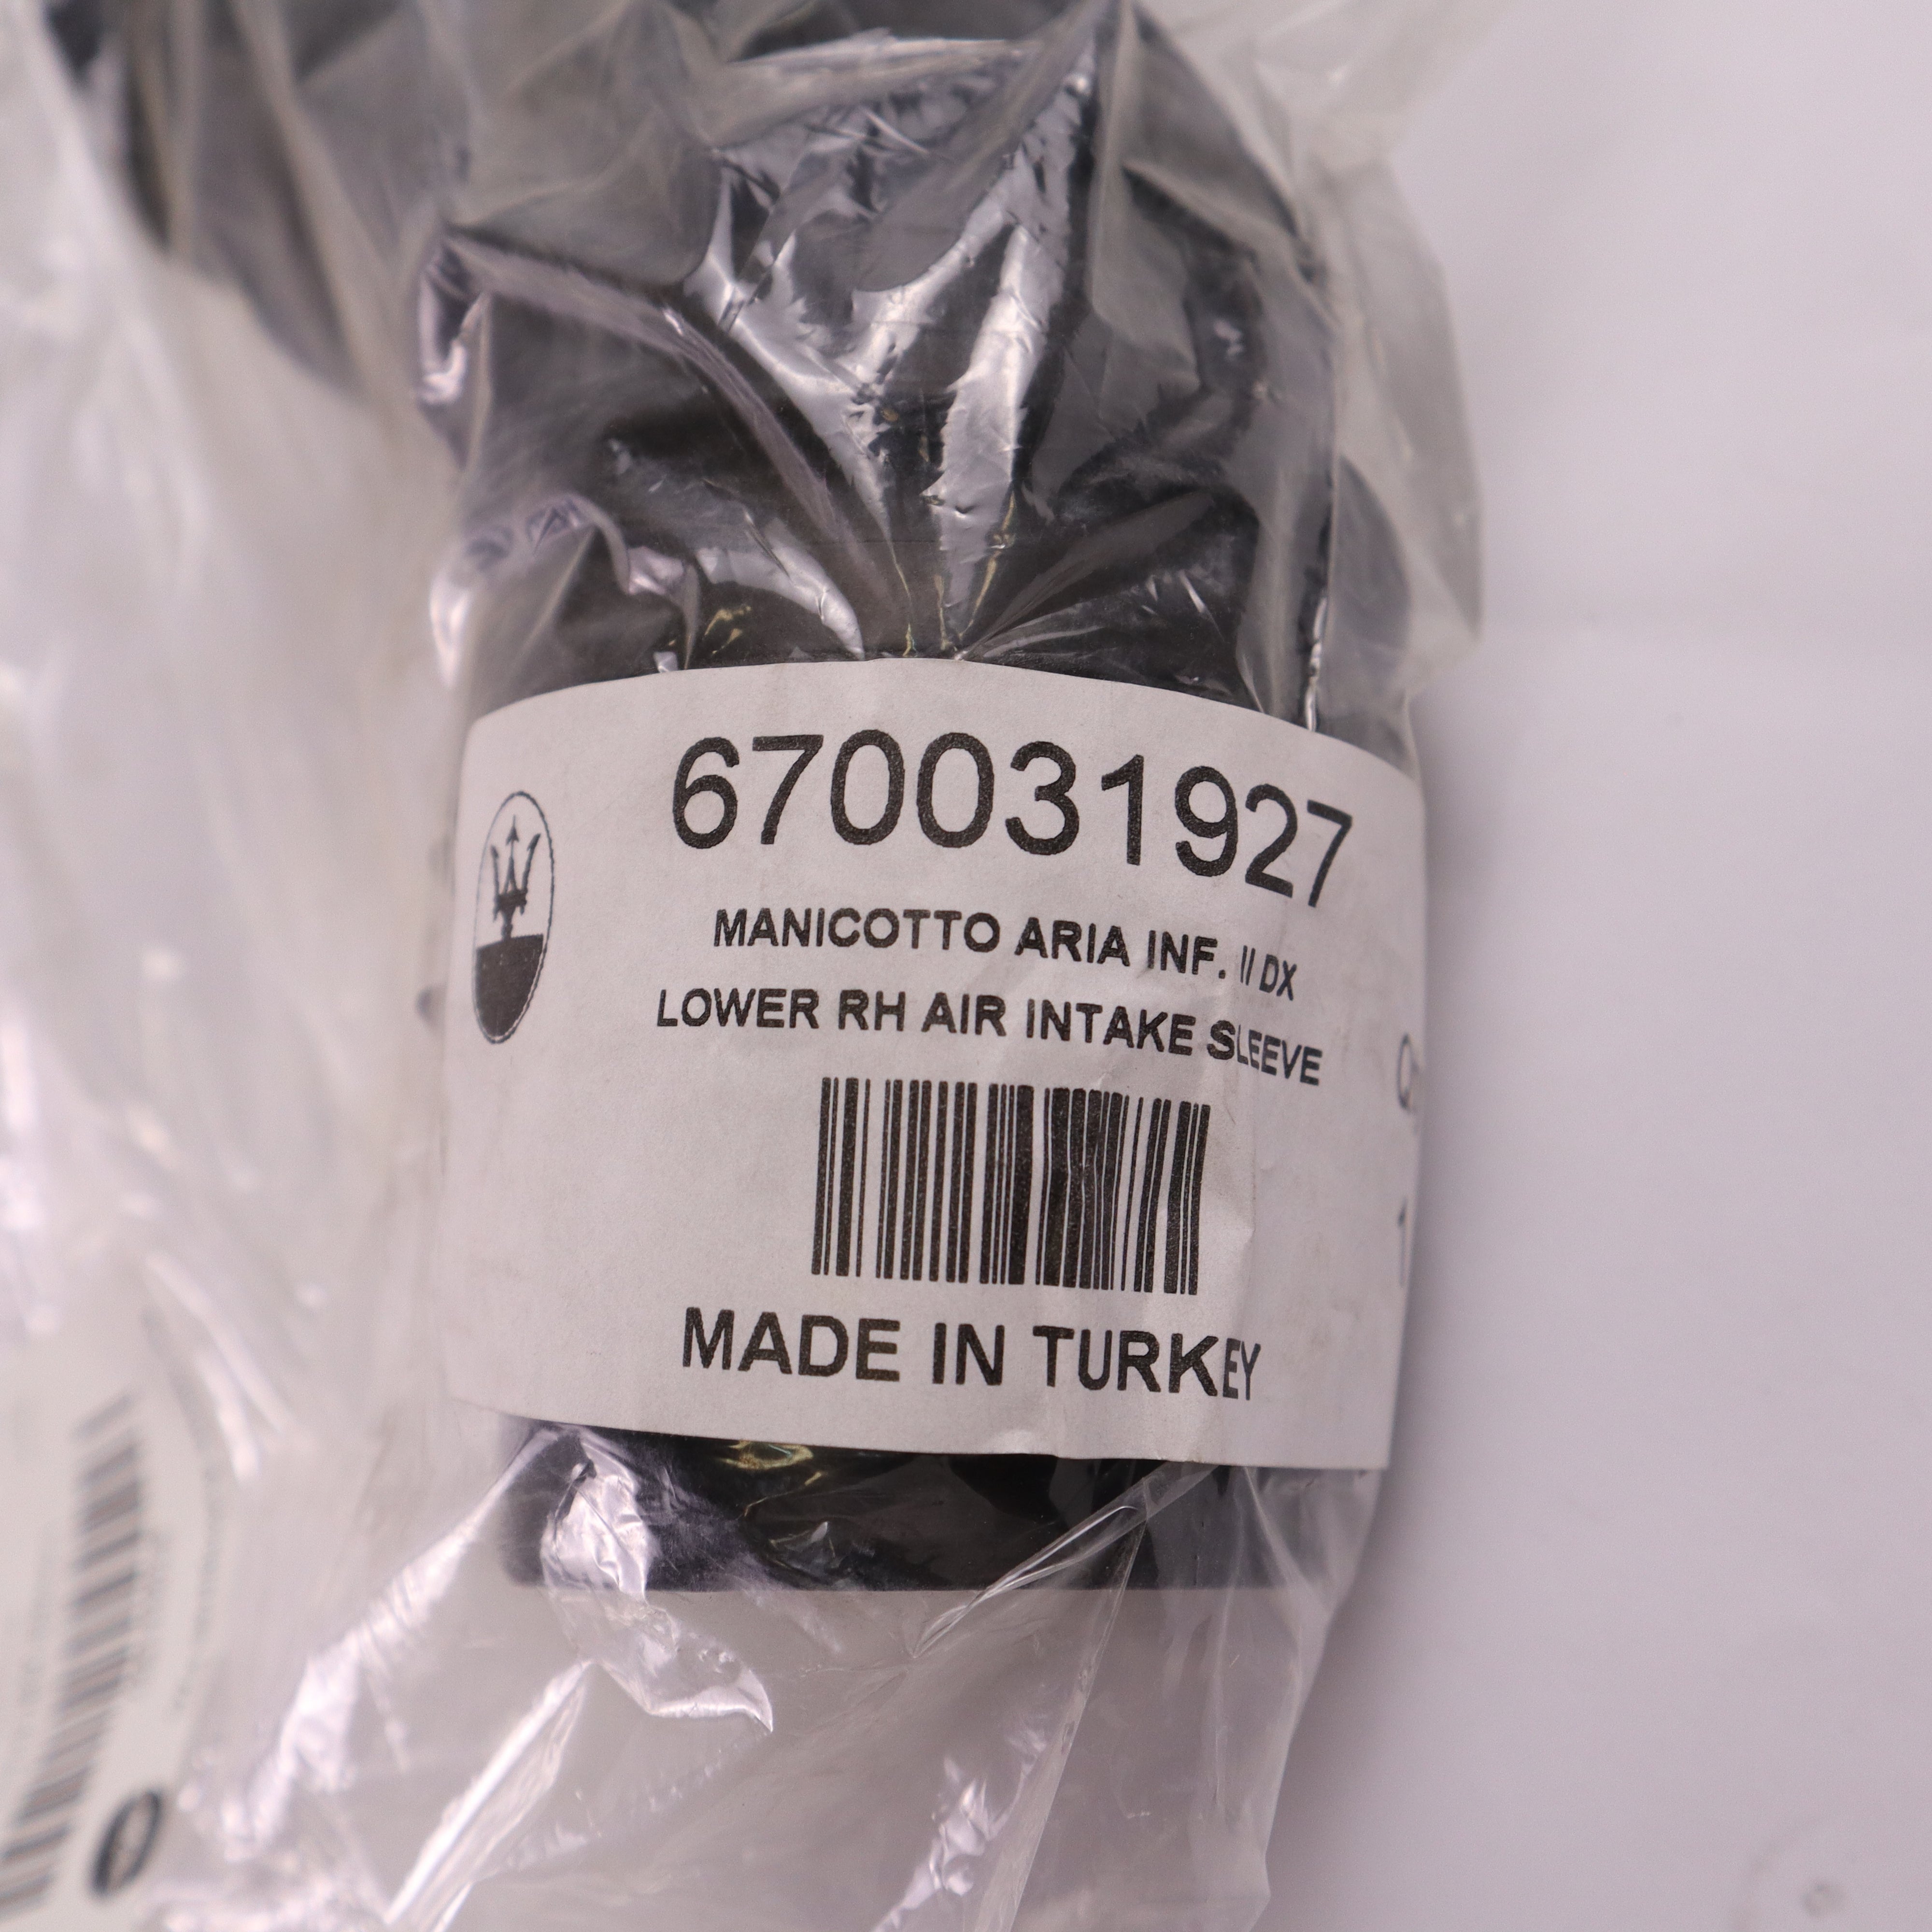 670031927
MANICOTTO ARIA INF. II DX
LOWER RH AIR INTAKE SLEEVE
MADE IN TURKEY